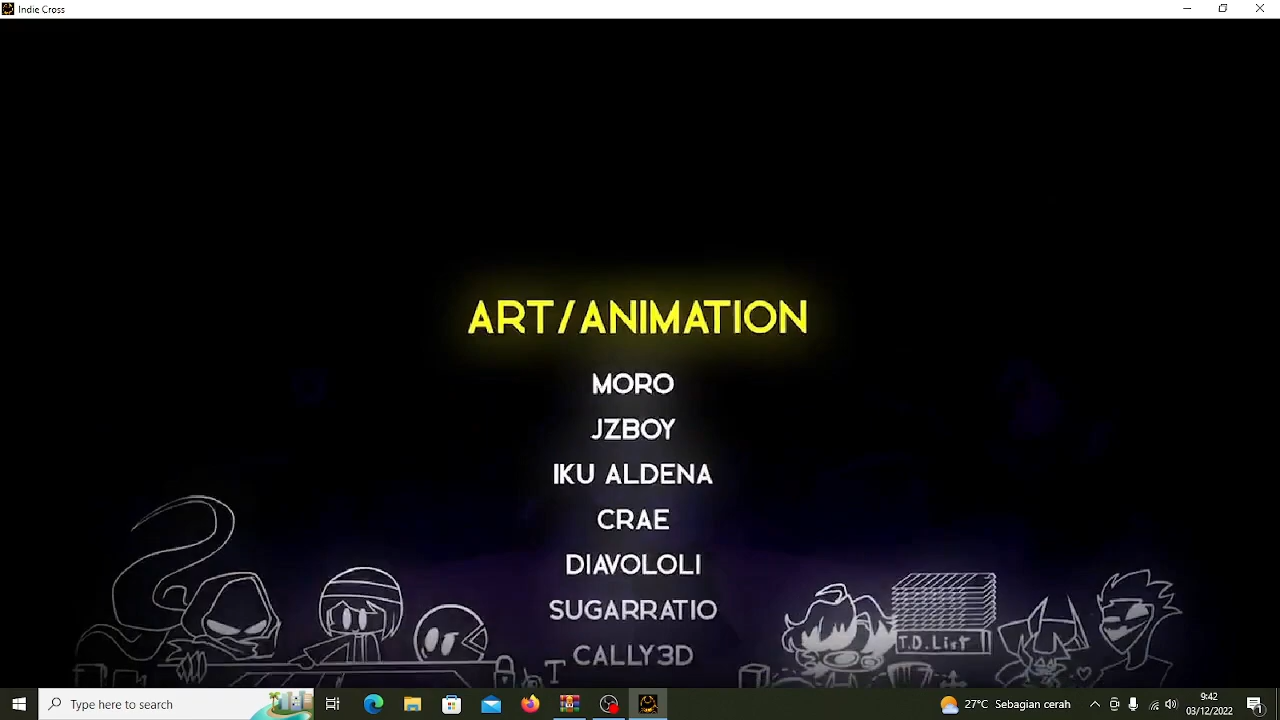 Indie Cross
ART/ANIMATION
MORO
JZBOY
IKU ALDENA
CRAE
DIAVOLOLI
SUGARRATIO
CALLY3D
T.D.List
T
Type here to search
27°C Sebagian cerah
9:42
03/12/2022
1